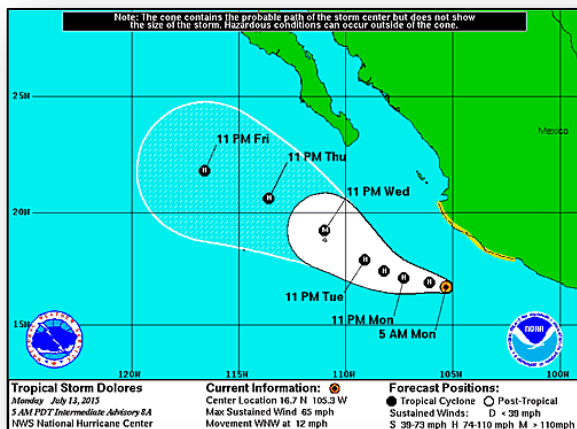 Note: The cone contains the probable path of the storm center but does not show
the size of the storm. Hazardous conditions can occur outside of the cone.
25N
Mexico
11 PM Fri
11 PM Thu
11 PM Wed
20N
11 PM Tue
11 PM Mon
5 AM Mon
15N
NOAA
120W
115W
110W
105W
100W
Tropical Storm Dolores
Monday July 13, 2015
5 AM PDT Intermediate Advisory 8A
NWS National Hurricane Center
Current Information:
Center Location 16.7 N 105.3 W
Max Sustained Wind 65 mph
Movement WNW at 12 mph
Forecast Positions:
Tropical Cyclone Post-Tropical
Sustained Winds: D < 39 mph
S 39-73 mph H 74-110 mph M > 110mph
H
H
M
H
H
H
H